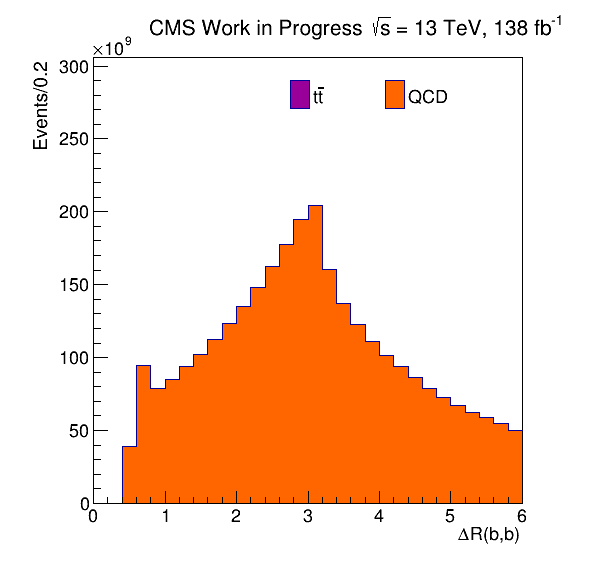 CMS Work in Progress √s = 13 TeV, 138 fb⁻¹
×10⁹
Events/0.2
300
250
200
150
100
50
0
tt̄
QCD
0 1 2 3 4 5 6
ΔR(b,b)